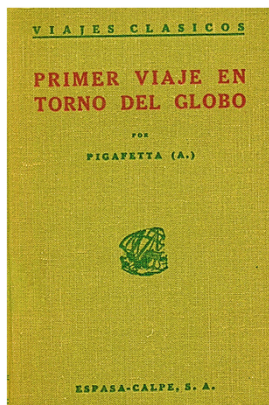 VIAJES CLASICOS
PRIMER VIAJE EN
TORNO DEL GLOBO
POR
PIGAFETTA (A.)
ESPASA-CALPE, S. A.